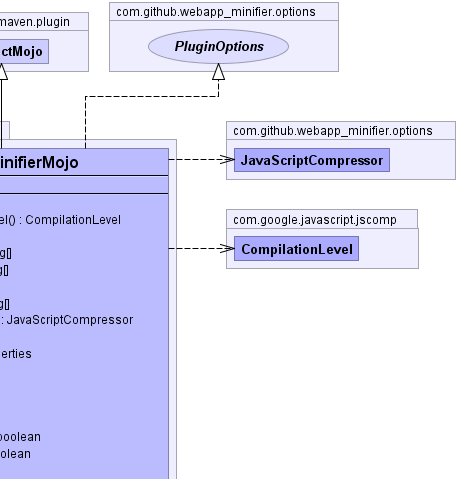 maven.plugin
ctMojo
com.github.webapp_minifier.options
PluginOptions
com.github.webapp_minifier.options
JavaScriptCompressor
inifierMojo
com.google.javascript.jscomp
CompilationLevel
el() : CompilationLevel
g[]
g[]
g[]
: JavaScriptCompressor
erties
boolean
olean